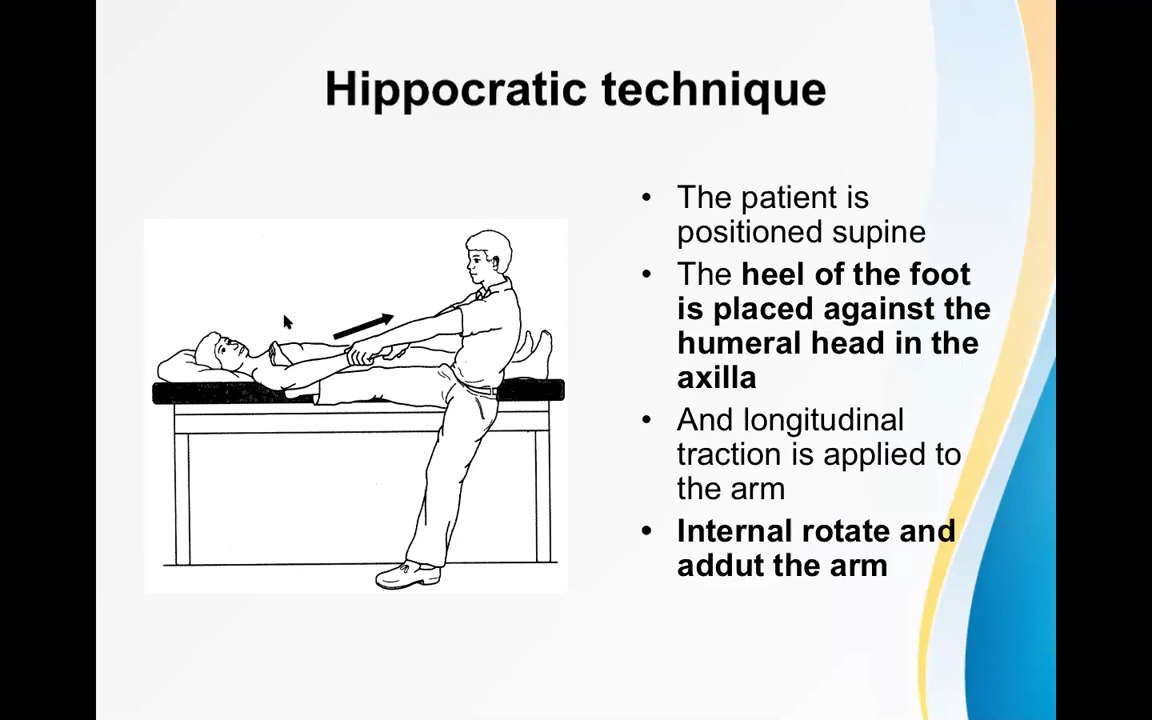 Hippocratic technique
• The patient is
positioned supine
• The heel of the foot
is placed against the
humeral head in the
axilla
• And longitudinal
traction is applied to
the arm
• Internal rotate and
addut the arm